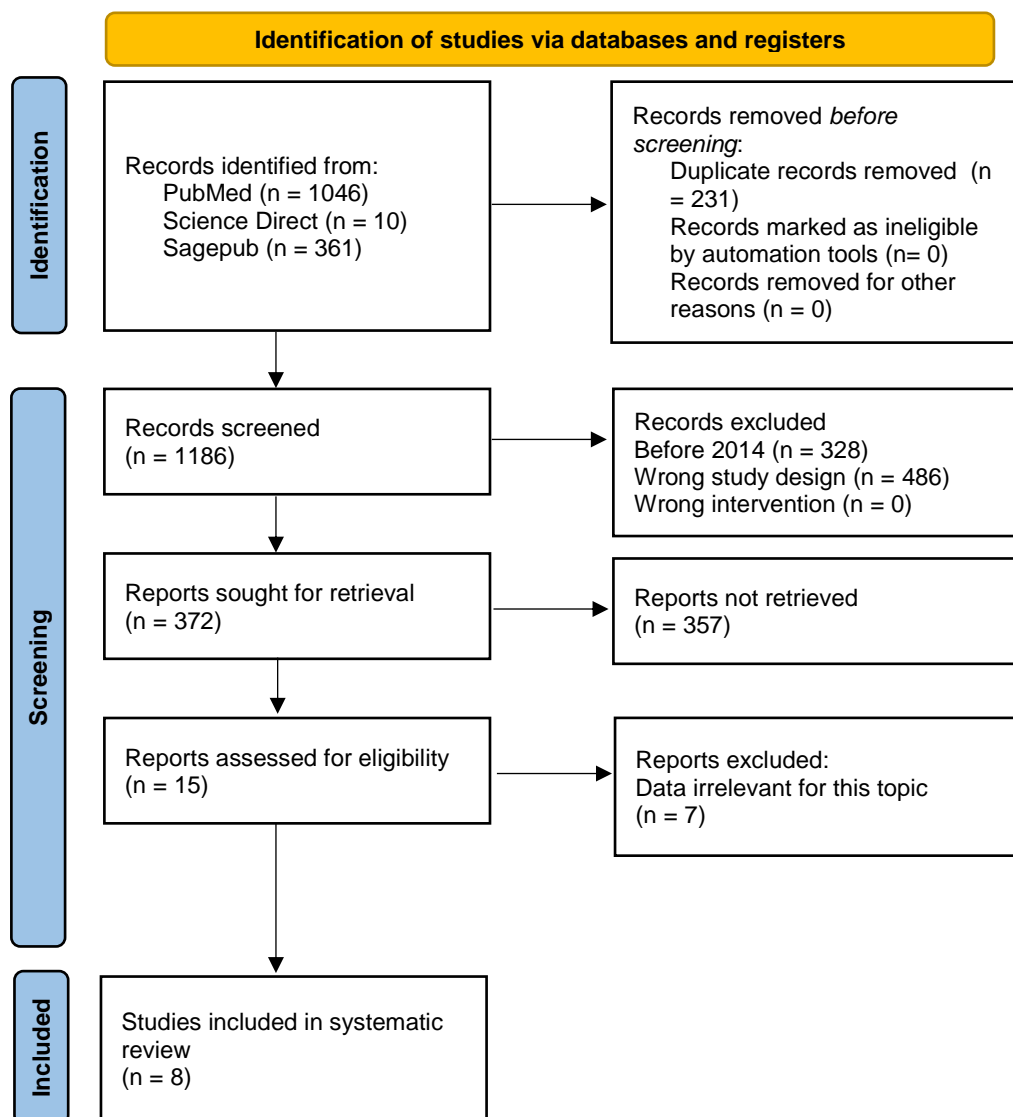 Identification of studies via databases and registers
Identification
Records identified from:
PubMed (n = 1046)
Science Direct (n = 10)
Sagepub (n = 361)
Records removed before
screening:
Duplicate records removed  (n
= 231)
Records marked as ineligible
by automation tools (n= 0)
Records removed for other
reasons (n = 0)
Screening
Records screened
(n = 1186)
Records excluded
Before 2014 (n = 328)
Wrong study design (n = 486)
Wrong intervention (n = 0)
Reports sought for retrieval
(n = 372)
Reports not retrieved
(n = 357)
Reports assessed for eligibility
(n = 15)
Reports excluded:
Data irrelevant for this topic
(n = 7)
Included
Studies included in systematic
review
(n = 8)